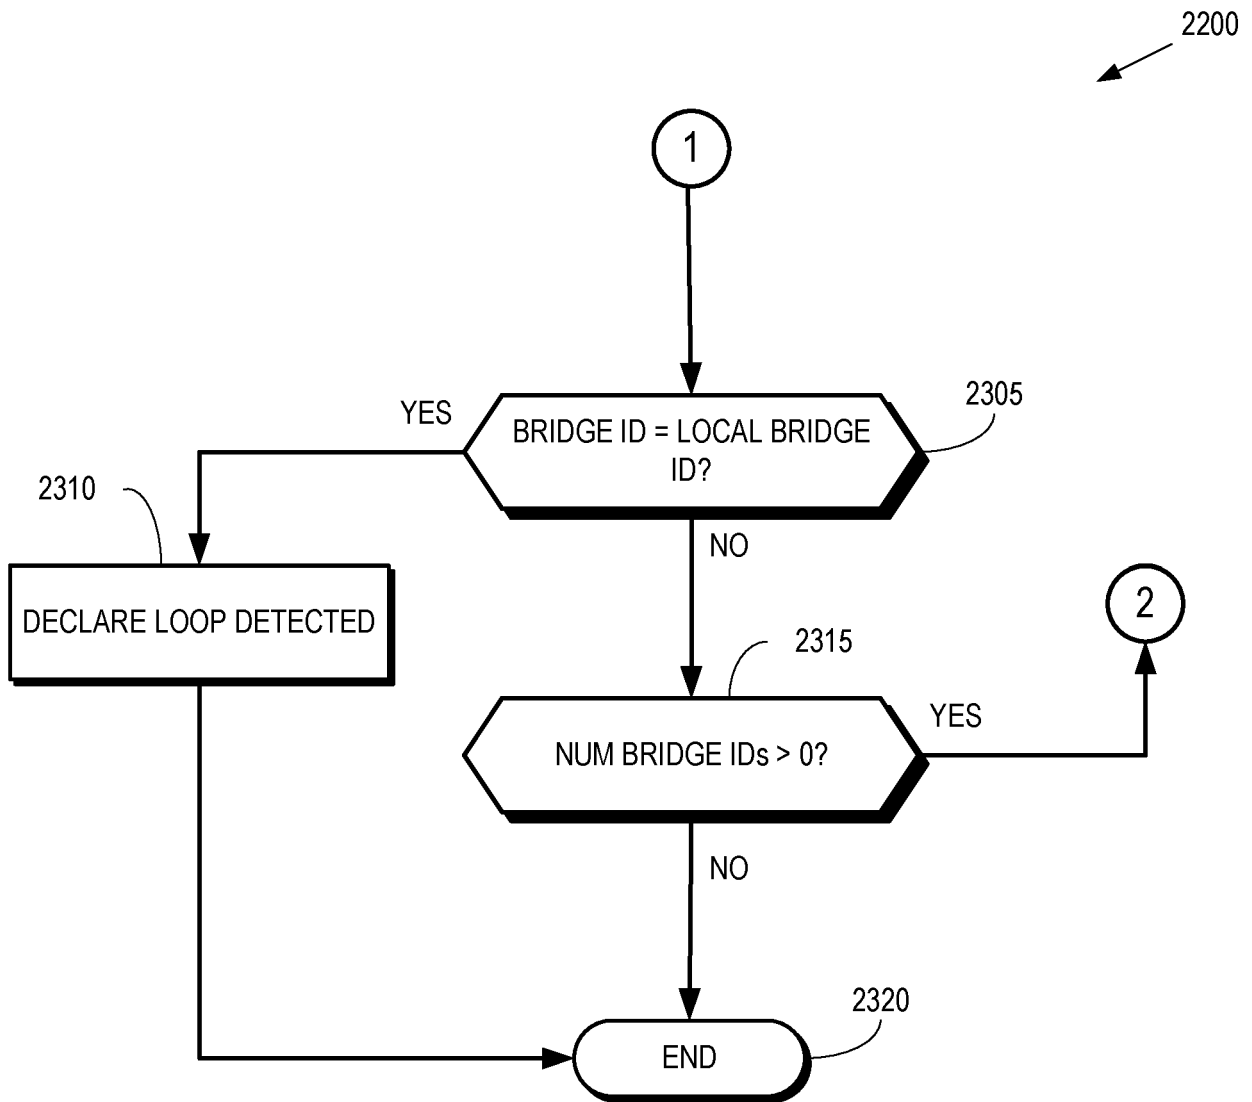 2200
1
2305
YES
BRIDGE ID = LOCAL BRIDGE
ID?
2310
NO
DECLARE LOOP DETECTED
2
2315
YES
NUM BRIDGE IDs > 0?
NO
2320
END